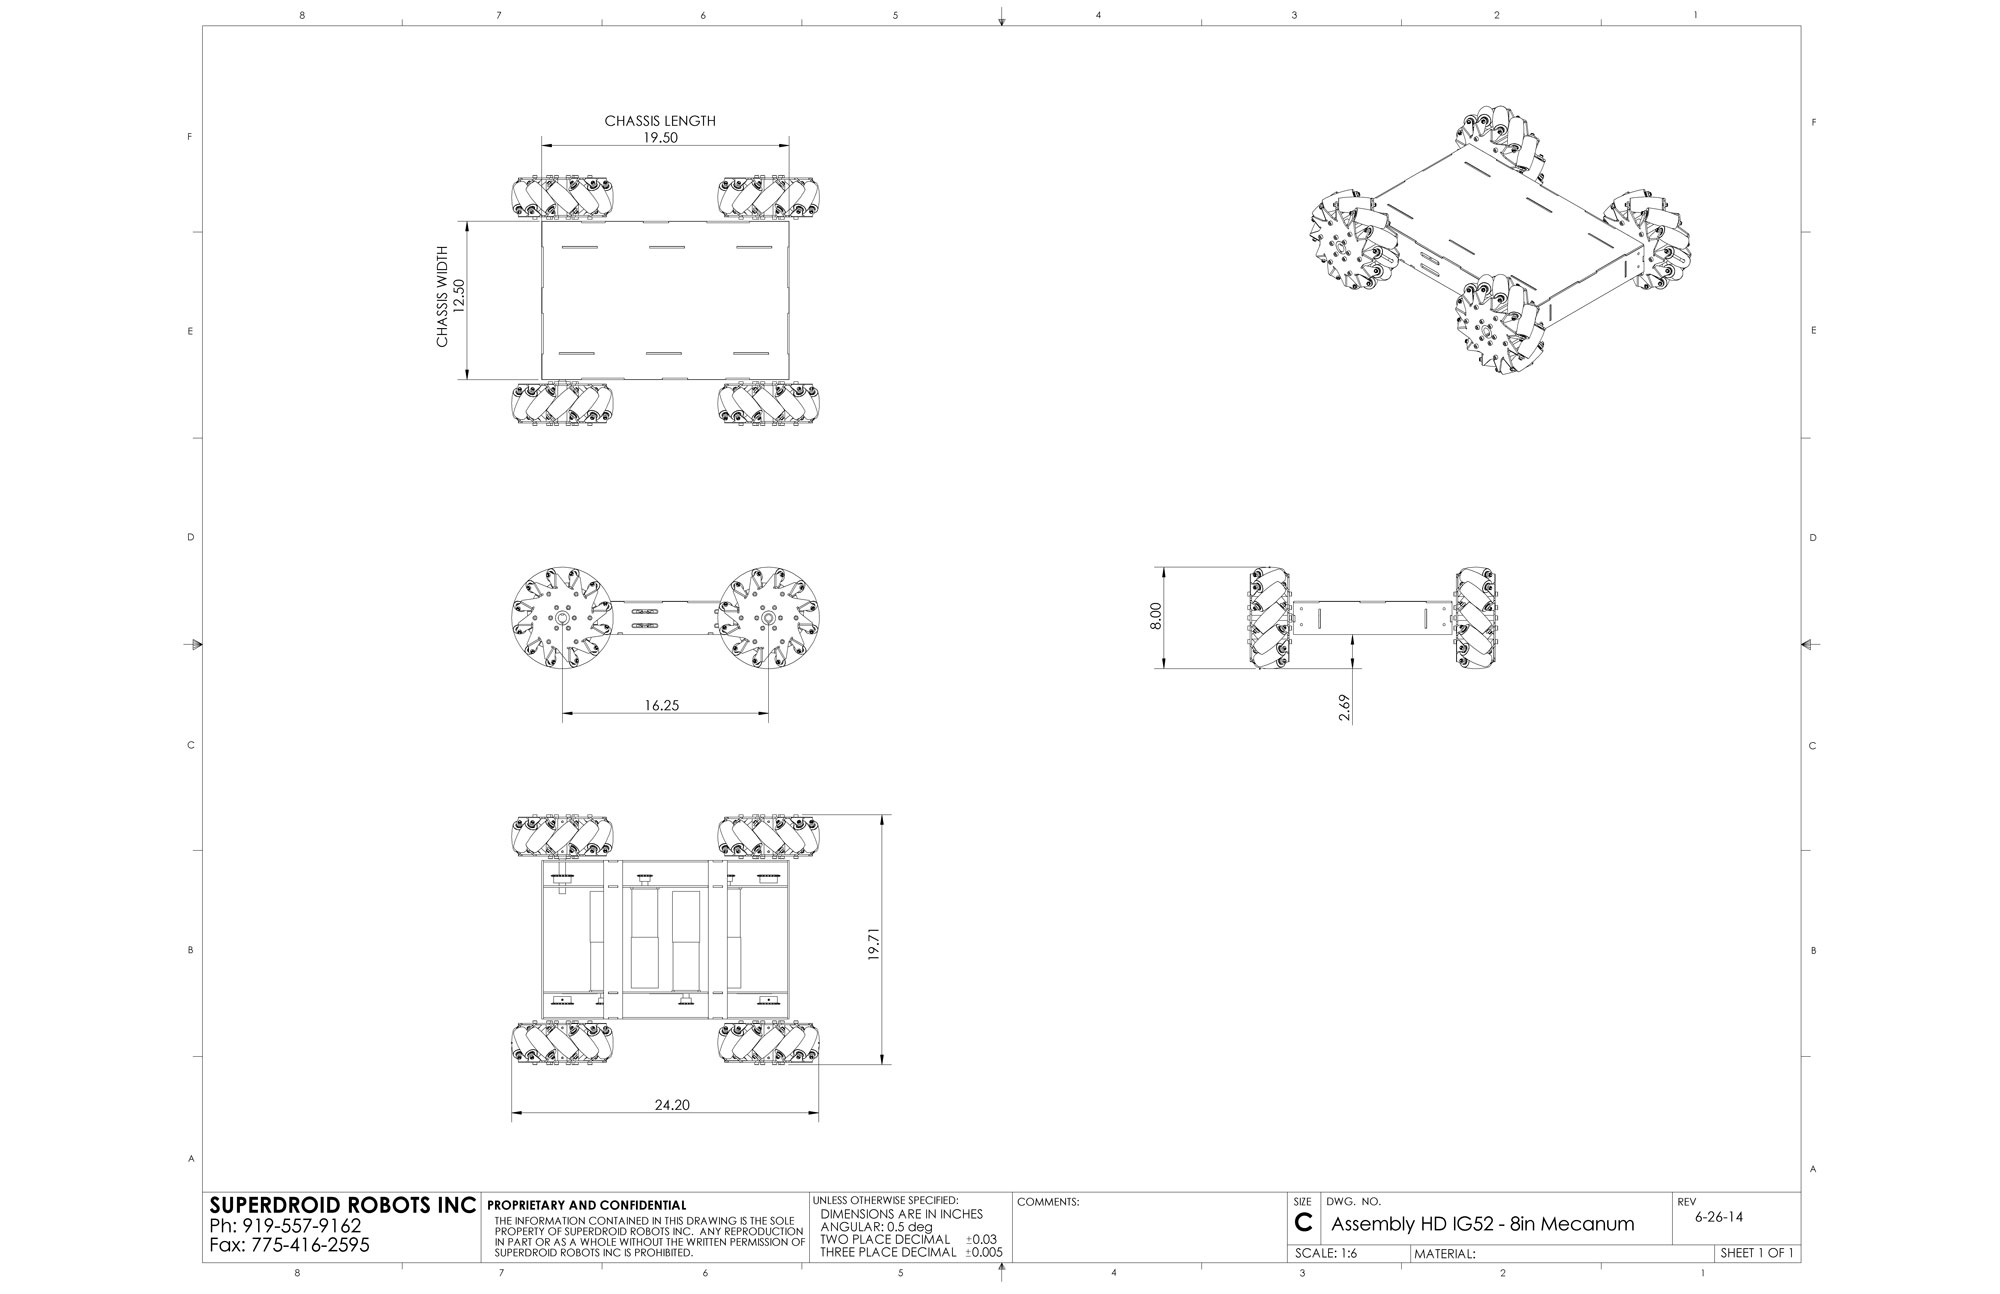 8 7 6 5 4 3 2 1
F F
E E
D D
C C
B B
A A
CHASSIS LENGTH
19.50
CHASSIS WIDTH
12.50
16.25
8.00
2.69
19.71
24.20
SUPERDROID ROBOTS INC
Ph: 919-557-9162
Fax: 775-416-2595
PROPRIETARY AND CONFIDENTIAL
THE INFORMATION CONTAINED IN THIS DRAWING IS THE SOLE
PROPERTY OF SUPERDROID ROBOTS INC. ANY REPRODUCTION
IN PART OR AS A WHOLE WITHOUT THE WRITTEN PERMISSION OF
SUPERDROID ROBOTS INC IS PROHIBITED.
UNLESS OTHERWISE SPECIFIED:
DIMENSIONS ARE IN INCHES
ANGULAR: 0.5 deg
TWO PLACE DECIMAL ±0.03
THREE PLACE DECIMAL ±0.005
COMMENTS:
SIZE
C
DWG. NO.
Assembly HD IG52 - 8in Mecanum
REV
6-26-14
SCALE: 1:6
MATERIAL:
SHEET 1 OF 1
8 7 6 5 4 3 2 1